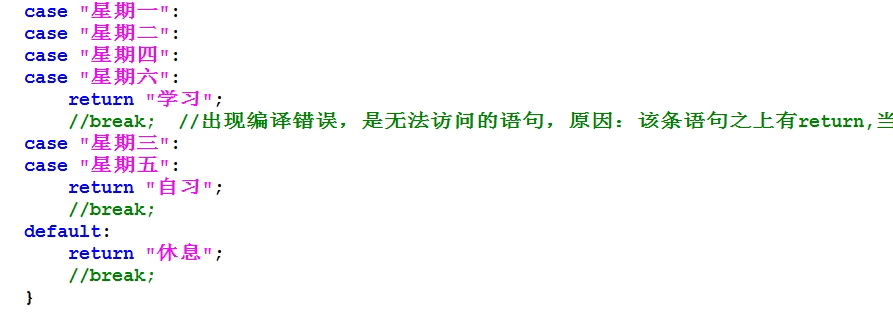 case "星期一":
case "星期二":
case "星期四":
case "星期六":
return "学习";
//break;  //出现编译错误，是无法访问的语句，原因：该条语句之上有return,当
case "星期三":
case "星期五":
return "自习";
//break;
default:
return "休息";
//break;
}